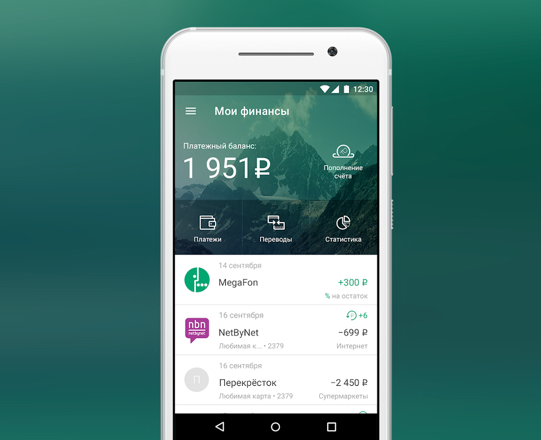 12:30
Мои финансы
Платежный баланс:
1 951₽
Пополнение
счёта
Платежи
Переводы
Статистика
14 сентября
MegaFon
+300 ₽
% на остаток
16 сентября
+6
nbn
netbynet
NetByNet
−699 ₽
Любимая к... • 2379
Интернет
16 сентября
П
Перекрёсток
−2 450 ₽
Любимая карта • 2379
Супермаркеты